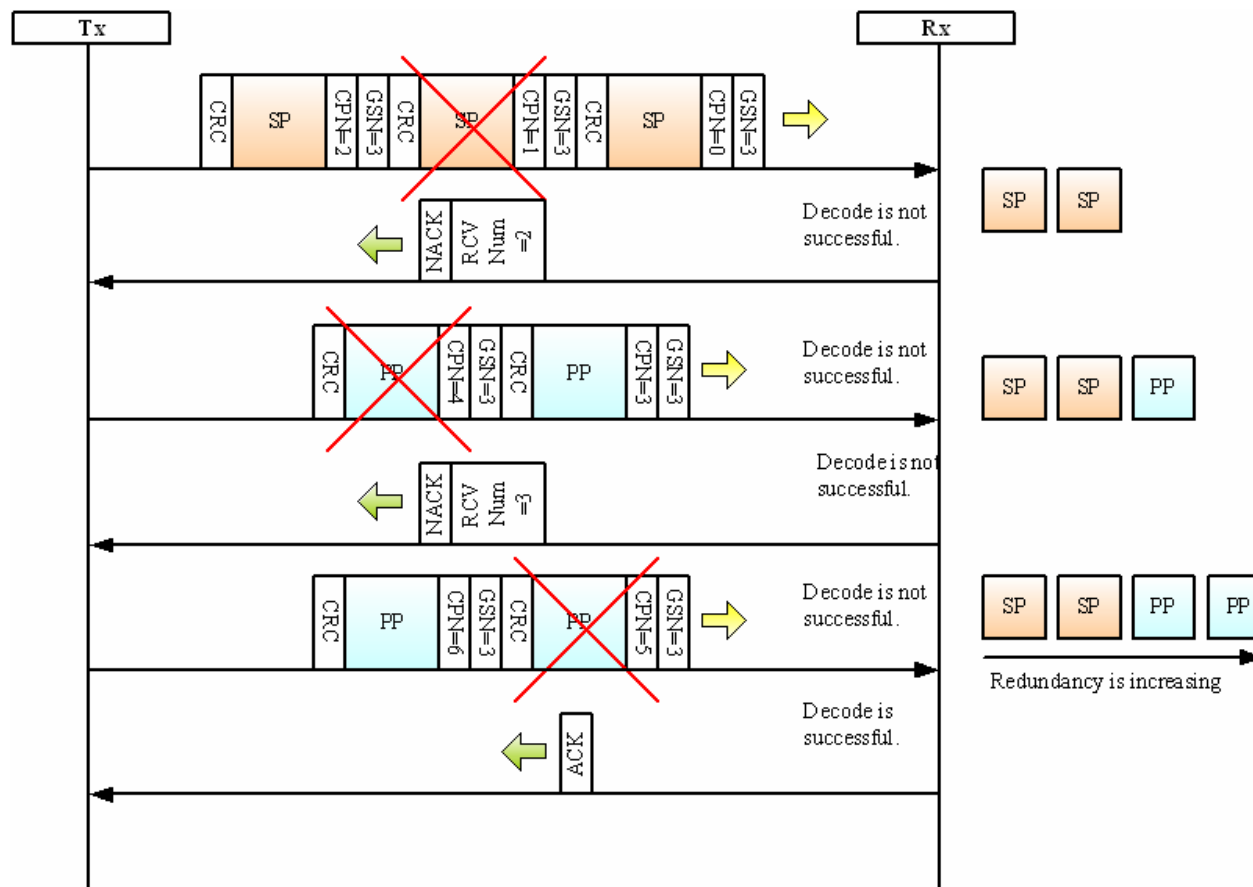 Tx
Rx
CRC
SP
CPN=2
GSN=3
CRC
SP
CPN=1
GSN=3
CRC
SP
CPN=0
GSN=3
SP
SP
Decode is not
successful.
NACK
RCV
Num
=2
CRC
PP
CPN=4
GSN=3
CRC
PP
CPN=3
GSN=3
Decode is not
successful.
SP
SP
PP
Decode is not
successful.
NACK
RCV
Num
=3
CRC
PP
CPN=6
GSN=3
CRC
PP
CPN=5
GSN=3
Decode is not
successful.
SP
SP
PP
PP
Redundancy is increasing
Decode is
successful.
ACK